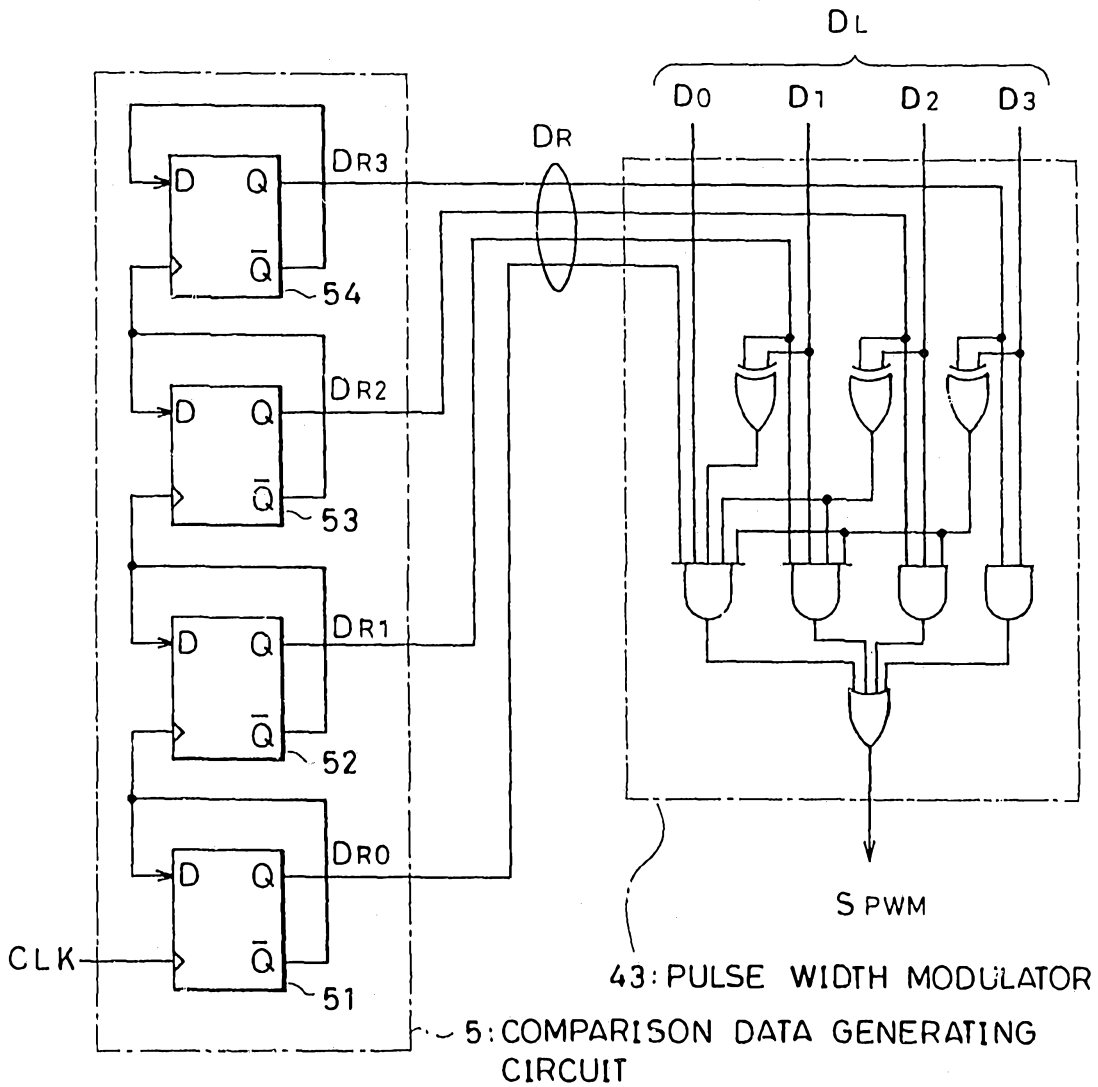 DL
D0 D1 D2 D3
DR
DR3
D Q
Q̅
54
DR2
D Q
Q̅
53
DR1
D Q
Q̅
52
DR0
D Q
CLK
Q̅
51
SPWM
43: PULSE WIDTH MODULATOR
5: COMPARISON DATA GENERATING
CIRCUIT